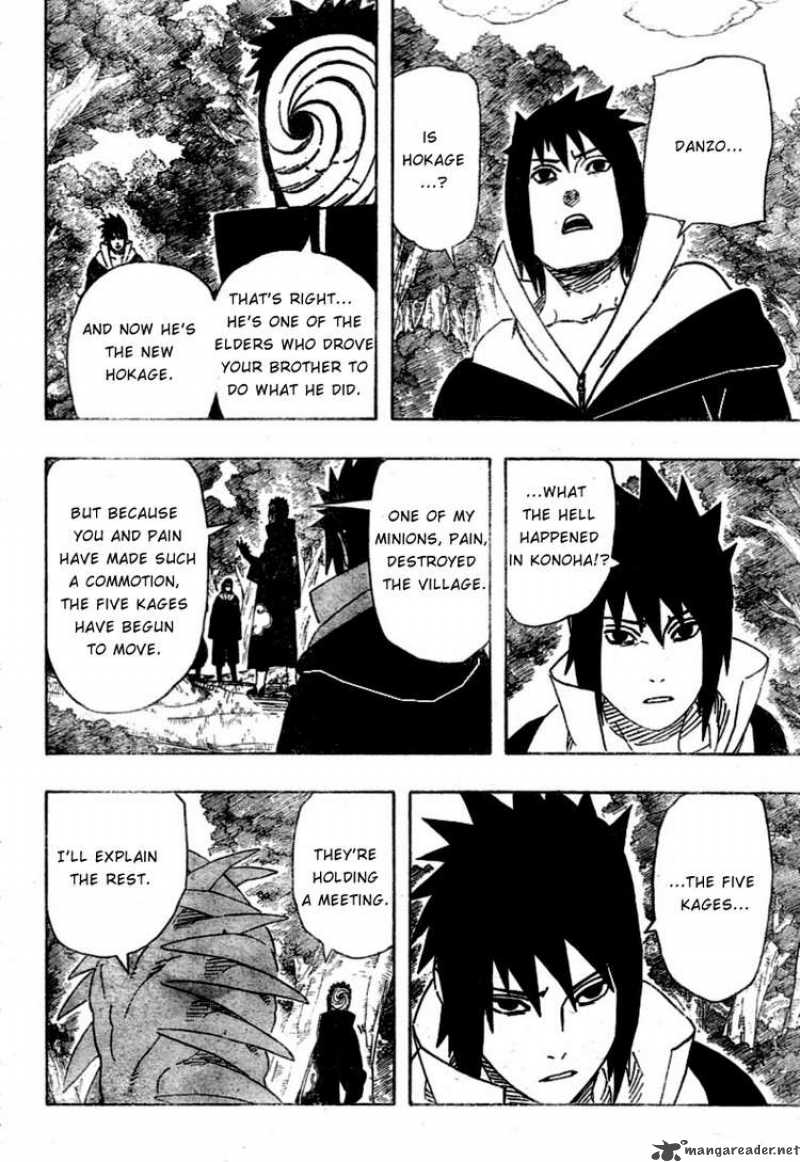 DANZO...
IS
HOKAGE
...?
THAT'S RIGHT...
HE'S ONE OF THE
ELDERS WHO DROVE
YOUR BROTHER TO
DO WHAT HE DID.
AND NOW HE'S
THE NEW
HOKAGE.
...WHAT
THE HELL
HAPPENED
IN KONOHA!?
ONE OF MY
MINIONS, PAIN,
DESTROYED
THE VILLAGE.
BUT BECAUSE
YOU AND PAIN
HAVE MADE SUCH
A COMMOTION,
THE FIVE KAGES
HAVE BEGUN
TO MOVE.
...THE FIVE
KAGES...
THEY'RE
HOLDING
A MEETING.
I'LL EXPLAIN
THE REST.
mangareader.net